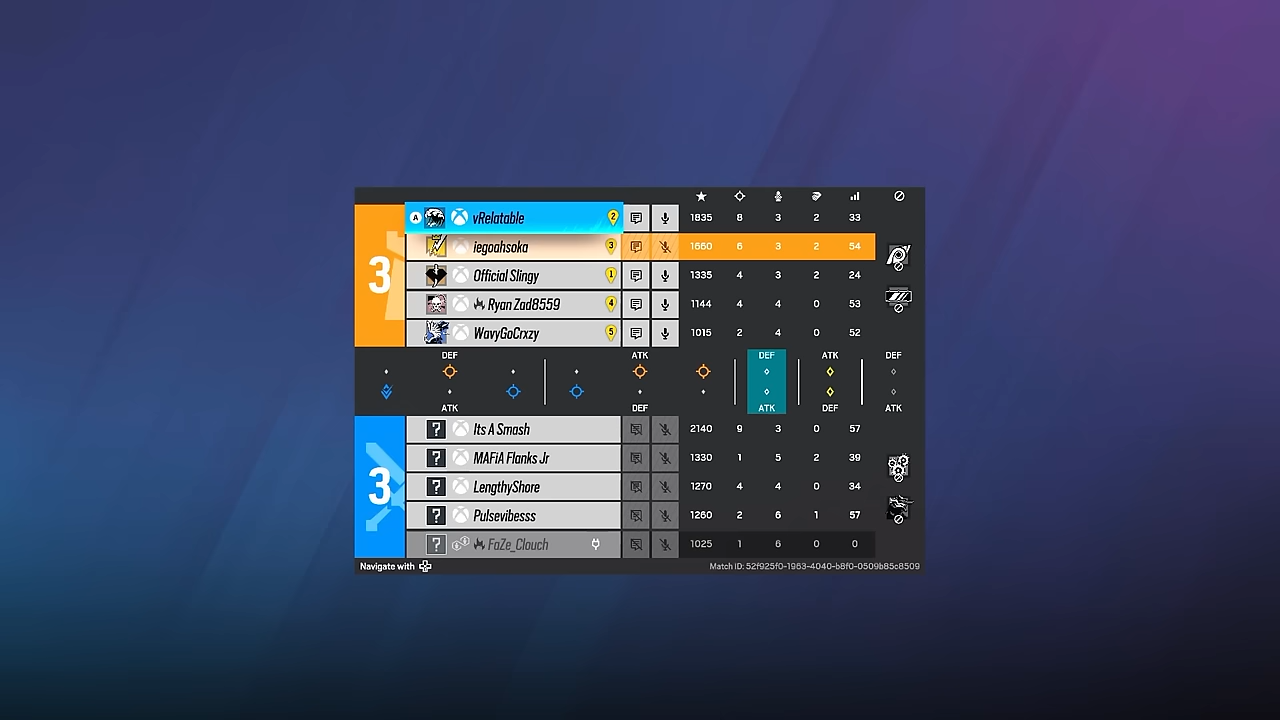 A vRelatable 2 1835 8 3 2 33
3
iegoahsoka 3 1660 6 3 2 54
Official Slingy 1 1335 4 3 2 24
Ryan Zad8559 4 1144 4 4 0 53
WavyGoCrxzy 5 1015 2 4 0 52
DEF ATK DEF ATK DEF
ATK DEF ATK DEF ATK
3
? Its A Smash 2140 9 3 0 57
? MAFiA Flanks Jr 1330 1 5 2 39
? LengthyShore 1270 4 4 0 34
? Pulsevibesss 1260 2 6 1 57
? FaZe_Clouch 1025 1 6 0 0
Navigate with Match ID: 52f925f0-1963-4040-b8f0-0509b85c8509